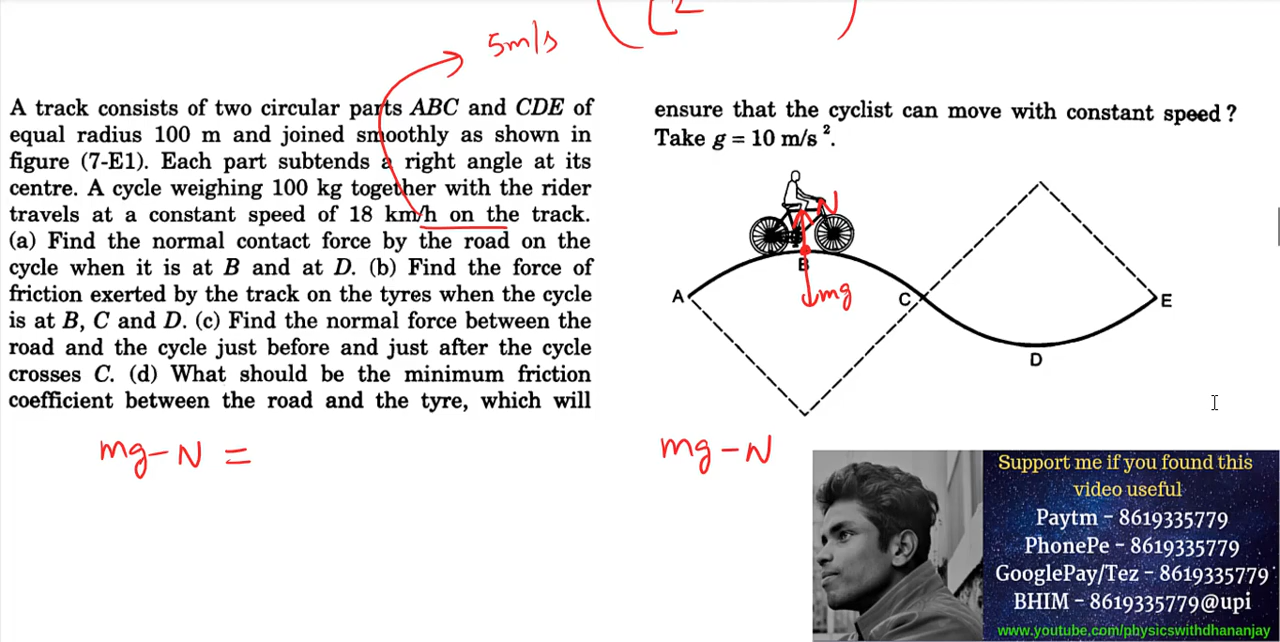 5m/s
A track consists of two circular parts ABC and CDE of
equal radius 100 m and joined smoothly as shown in
figure (7-E1). Each part subtends a right angle at its
centre. A cycle weighing 100 kg together with the rider
travels at a constant speed of 18 km/h on the track.
(a) Find the normal contact force by the road on the
cycle when it is at B and at D. (b) Find the force of
friction exerted by the track on the tyres when the cycle
is at B, C and D. (c) Find the normal force between the
road and the cycle just before and just after the cycle
crosses C. (d) What should be the minimum friction
coefficient between the road and the tyre, which will
ensure that the cyclist can move with constant speed ?
Take g = 10 m/s².
N
B
A
mg
C
E
D
mg-N =
mg-N
Support me if you found this
video useful
Paytm - 8619335779
PhonePe - 8619335779
GooglePay/Tez - 8619335779
BHIM - 8619335779@upi
www.youtube.com/physicswithdhananjay